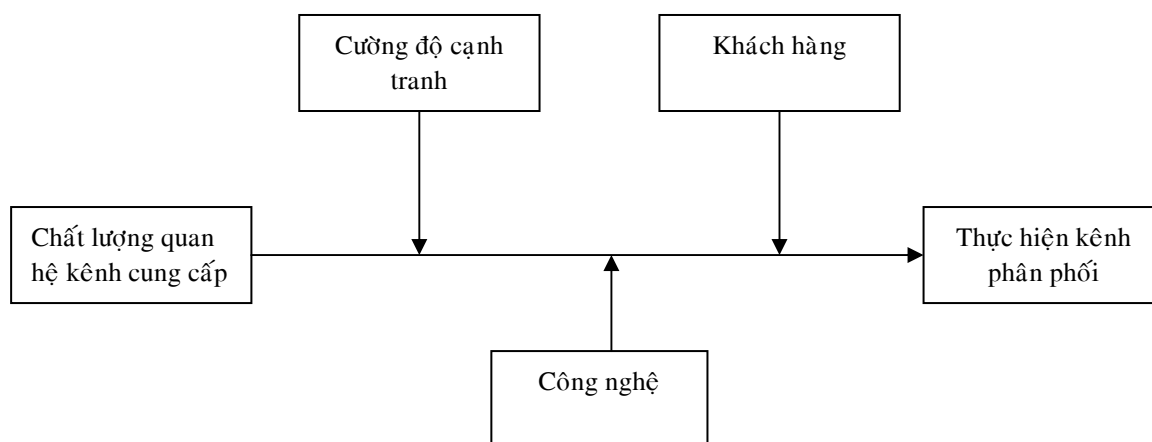 Cường độ cạnh
tranh
Khách hàng
Chất lượng quan
hệ kênh cung cấp
Thực hiện kênh
phân phối
Công nghệ